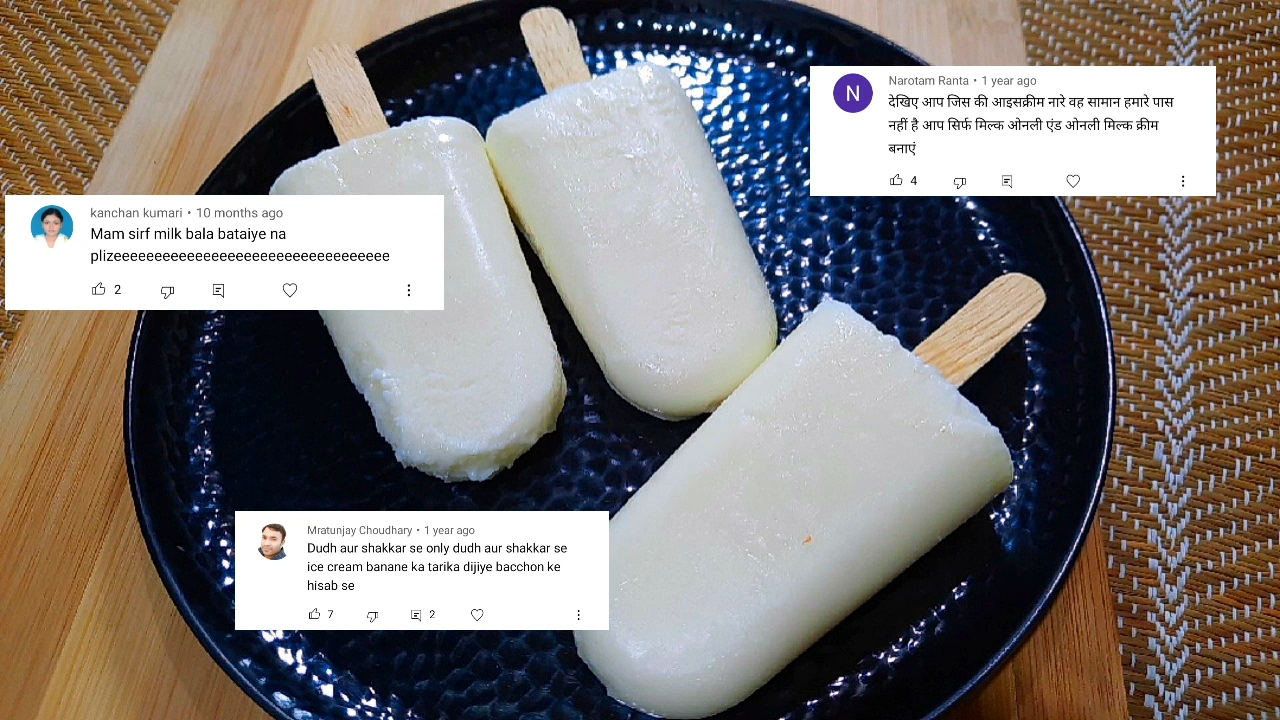 Narotam Ranta • 1 year ago
N
देखिए आप जिस की आइसक्रीम नारे वह सामान हमारे पास
नहीं है आप सिर्फ मिल्क ओनली एंड ओनली मिल्क क्रीम
बनाएं
4
kanchan kumari • 10 months ago
Mam sirf milk bala bataiye na
plizeeeeeeeeeeeeeeeeeeeeeeeeeeeeeeeeee
2
Mratunjay Choudhary • 1 year ago
Dudh aur shakkar se only dudh aur shakkar se
ice cream banane ka tarika dijiye bacchon ke
hisab se
7 2